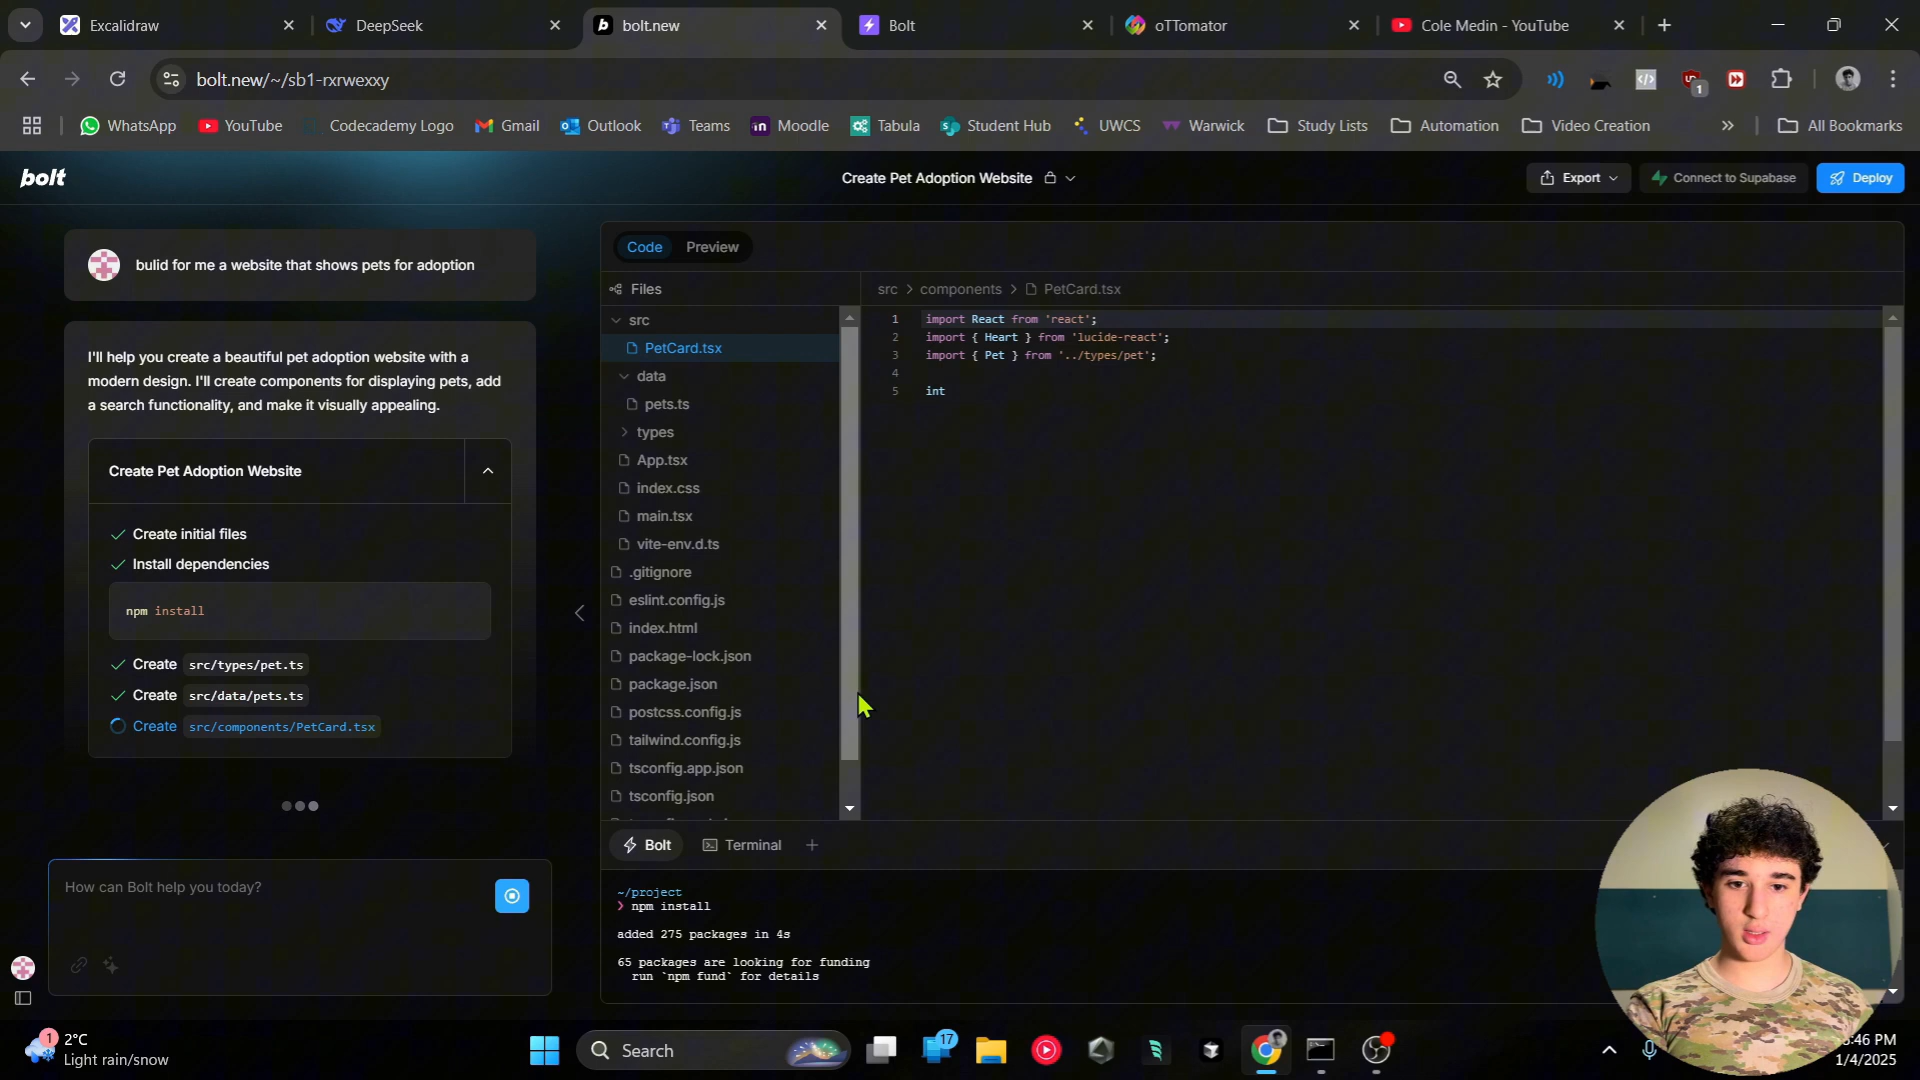 Excalidraw
DeepSeek
bolt.new
Bolt
oTTomator
Cole Medin - YouTube
bolt.new/~/sb1-rxrwexxy
1
WhatsApp
YouTube
Codecademy Logo
Gmail
Outlook
Teams
Moodle
Tabula
Student Hub
UWCS
Warwick
Study Lists
Automation
Video Creation
All Bookmarks
bolt
Create Pet Adoption Website
Export
Connect to Supabase
Deploy
bulid for me a website that shows pets for adoption
I'll help you create a beautiful pet adoption website with a
modern design. I'll create components for displaying pets, add
a search functionality, and make it visually appealing.
Create Pet Adoption Website
Create initial files
Install dependencies
npm install
Create src/types/pet.ts
Create src/data/pets.ts
Create src/components/PetCard.tsx
How can Bolt help you today?
Code
Preview
Files
src
PetCard.tsx
data
pets.ts
types
App.tsx
index.css
main.tsx
vite-env.d.ts
.gitignore
eslint.config.js
index.html
package-lock.json
package.json
postcss.config.js
tailwind.config.js
tsconfig.app.json
tsconfig.json
src > components > PetCard.tsx
1 import React from 'react';
2 import { Heart } from 'lucide-react';
3 import { Pet } from '../types/pet';
4
5 int
Bolt
Terminal
~/project
❯ npm install
added 275 packages in 4s
65 packages are looking for funding
run `npm fund` for details
1
2°C
Light rain/snow
Search
17
:46 PM
1/4/2025